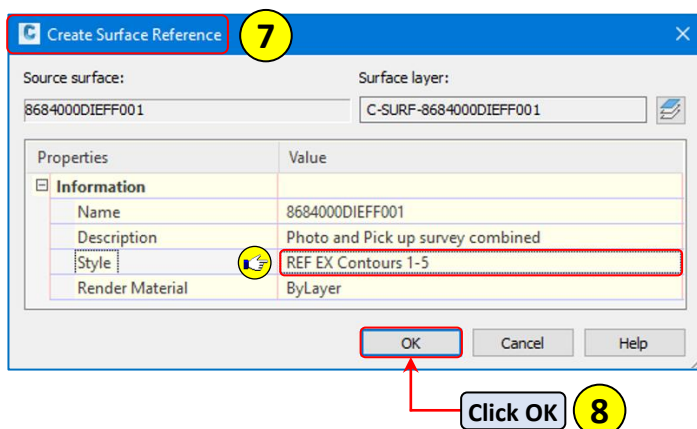 C Create Surface Reference 7
Source surface: Surface layer:
8684000DIEFF001 C-SURF-8684000DIEFF001
Properties Value
Information
Name 8684000DIEFF001
Description Photo and Pick up survey combined
Style REF EX Contours 1-5
Render Material ByLayer
OK Cancel Help
Click OK 8